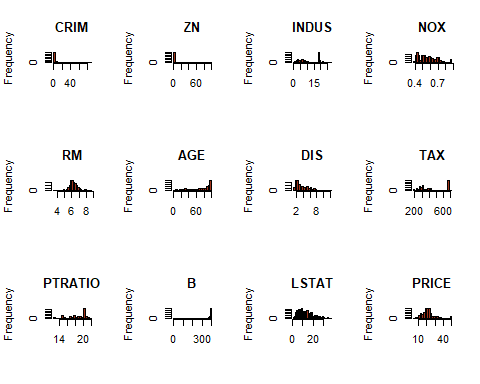 CRIM ZN INDUS NOX
Frequency Frequency Frequency Frequency
0 0 0 0
0 40 0 60 0 15 0.4 0.7
RM AGE DIS TAX
Frequency Frequency Frequency Frequency
0 0 0 0
4 6 8 0 60 2 8 200 600
PTRATIO B LSTAT PRICE
Frequency Frequency Frequency Frequency
0 0 0 0
14 20 0 300 0 20 10 40